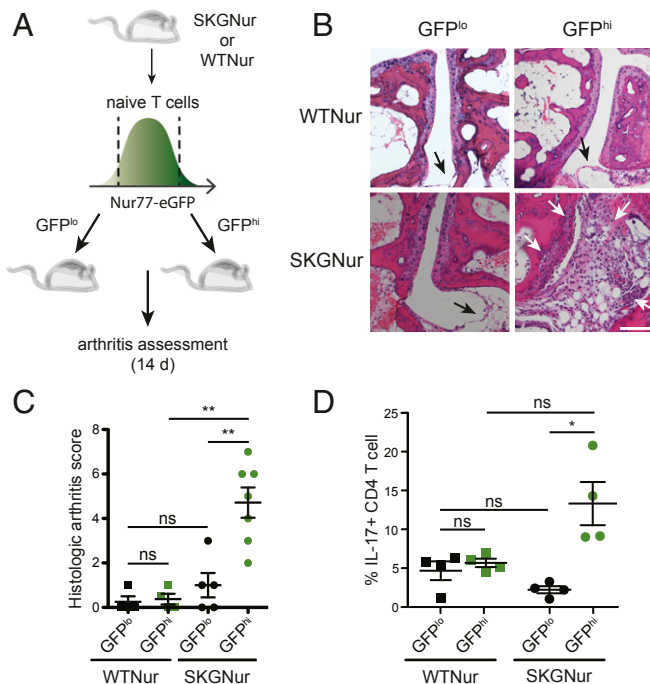 A
SKGNur
or
WTNur
naive T cells
Nur77-eGFP
GFPlo
GFPhi
arthritis assessment
(14 d)
B
GFPlo
GFPhi
WTNur
SKGNur
C
Histologic arthritis score
8
6
4
2
0
ns
ns
**
**
GFPlo
GFPhi
GFPlo
GFPhi
WTNur
SKGNur
D
% IL-17+ CD4 T cell
25
20
15
10
5
0
ns
ns
ns
*
GFPlo
GFPhi
GFPlo
GFPhi
WTNur
SKGNur